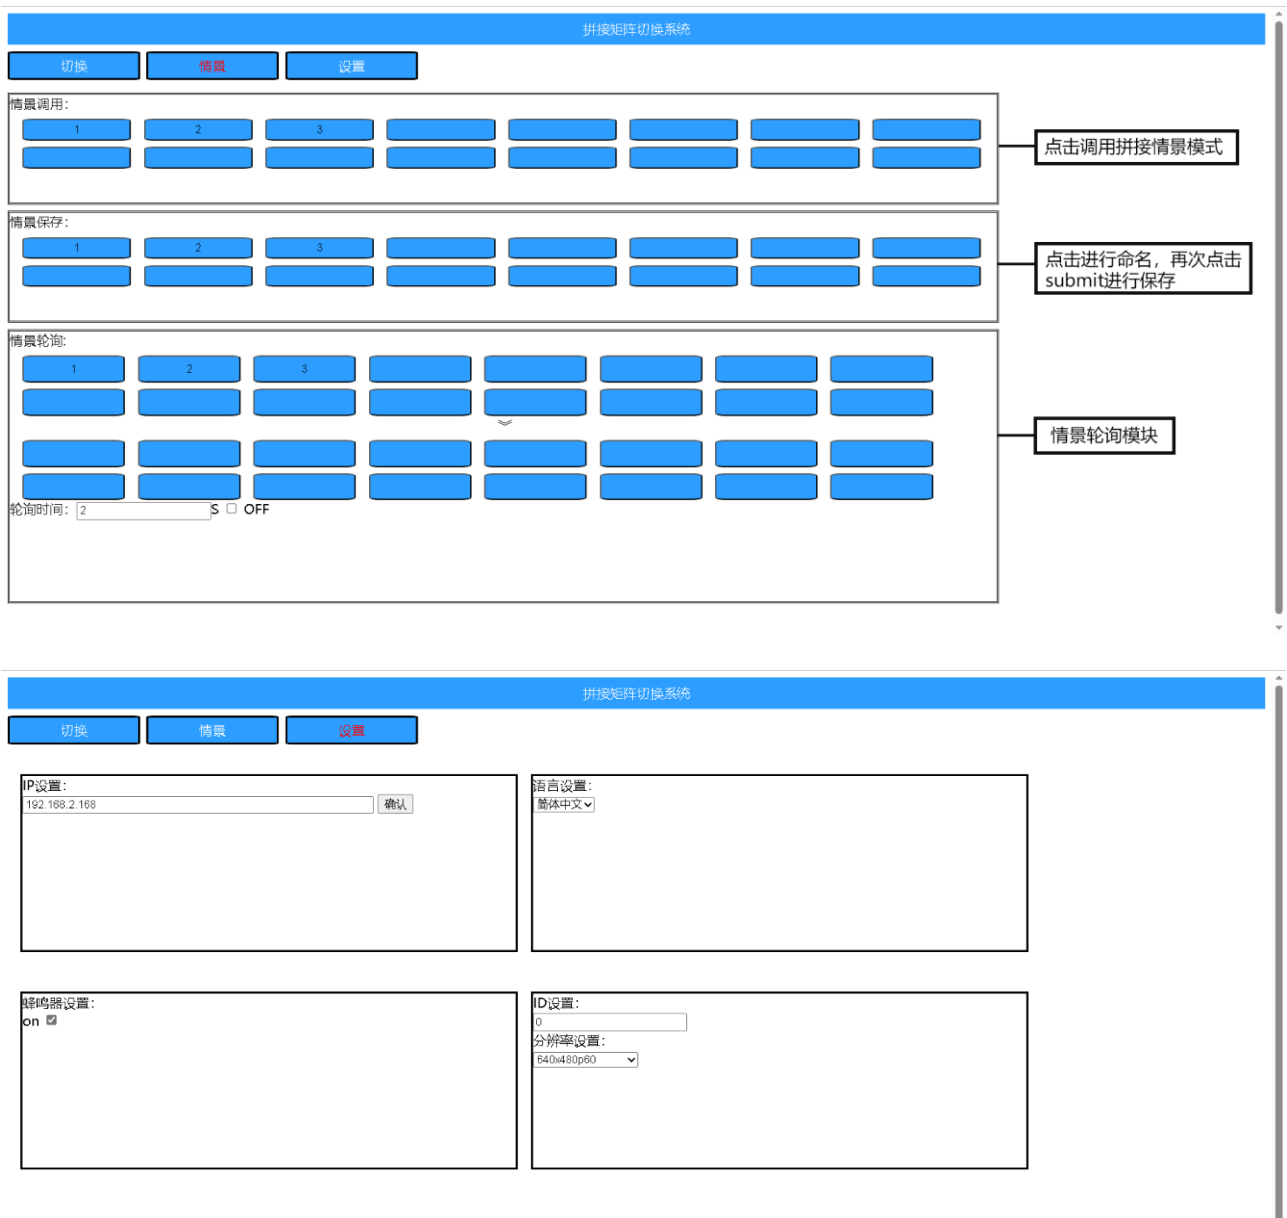 拼接矩阵切换系统
切换 情景 设置
情景调用：
1 2 3
点击调用拼接情景模式
情景保存：
1 2 3
点击进行命名，再次点击
submit进行保存
情景轮询:
1 2 3
情景轮询模块
轮询时间：2 S OFF
拼接矩阵切换系统
切换 情景 设置
IP设置：
192.168.2.168 确认
语言设置：
简体中文
蜂鸣器设置：
on
ID设置：
0
分辨率设置：
640x480p60